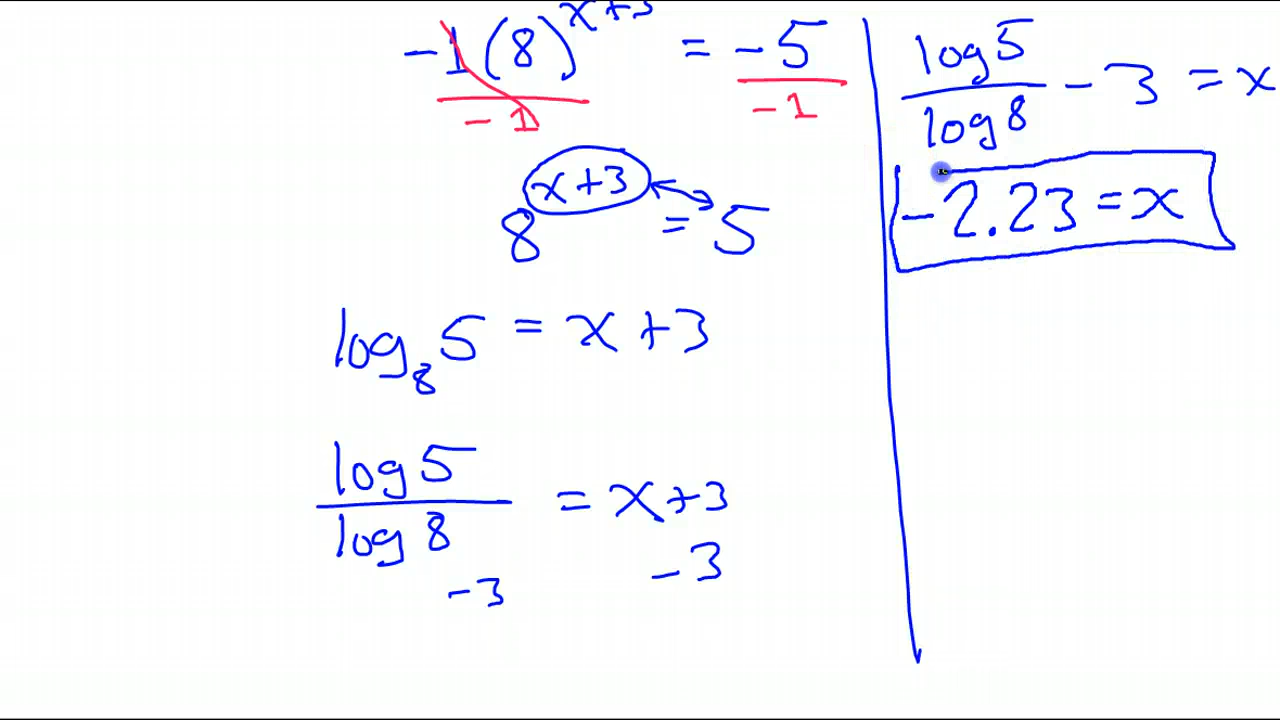 -1(8)^{x+3} = -5
-1 -1
8^{x+3} = 5
log_8 5 = x+3
log 5 / log 8 = x+3
-3 -3
log 5 / log 8 - 3 = x
-2.23 = x